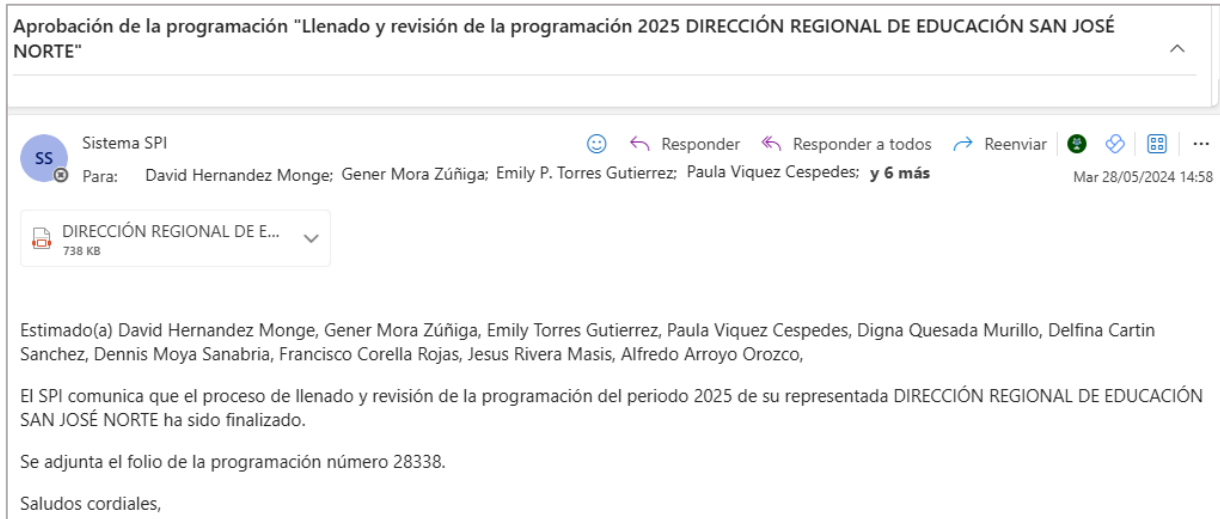 Aprobación de la programación "Llenado y revisión de la programación 2025 DIRECCIÓN REGIONAL DE EDUCACIÓN SAN JOSÉ
NORTE"
SS
Sistema SPI
Responder
Responder a todos
Reenviar
Para: David Hernandez Monge; Gener Mora Zúñiga; Emily P. Torres Gutierrez; Paula Viquez Cespedes; y 6 más
Mar 28/05/2024 14:58
DIRECCIÓN REGIONAL DE E...
738 KB
Estimado(a) David Hernandez Monge, Gener Mora Zúñiga, Emily Torres Gutierrez, Paula Viquez Cespedes, Digna Quesada Murillo, Delfina Cartin
Sanchez, Dennis Moya Sanabria, Francisco Corella Rojas, Jesus Rivera Masis, Alfredo Arroyo Orozco,
El SPI comunica que el proceso de llenado y revisión de la programación del periodo 2025 de su representada DIRECCIÓN REGIONAL DE EDUCACIÓN
SAN JOSÉ NORTE ha sido finalizado.
Se adjunta el folio de la programación número 28338.
Saludos cordiales,